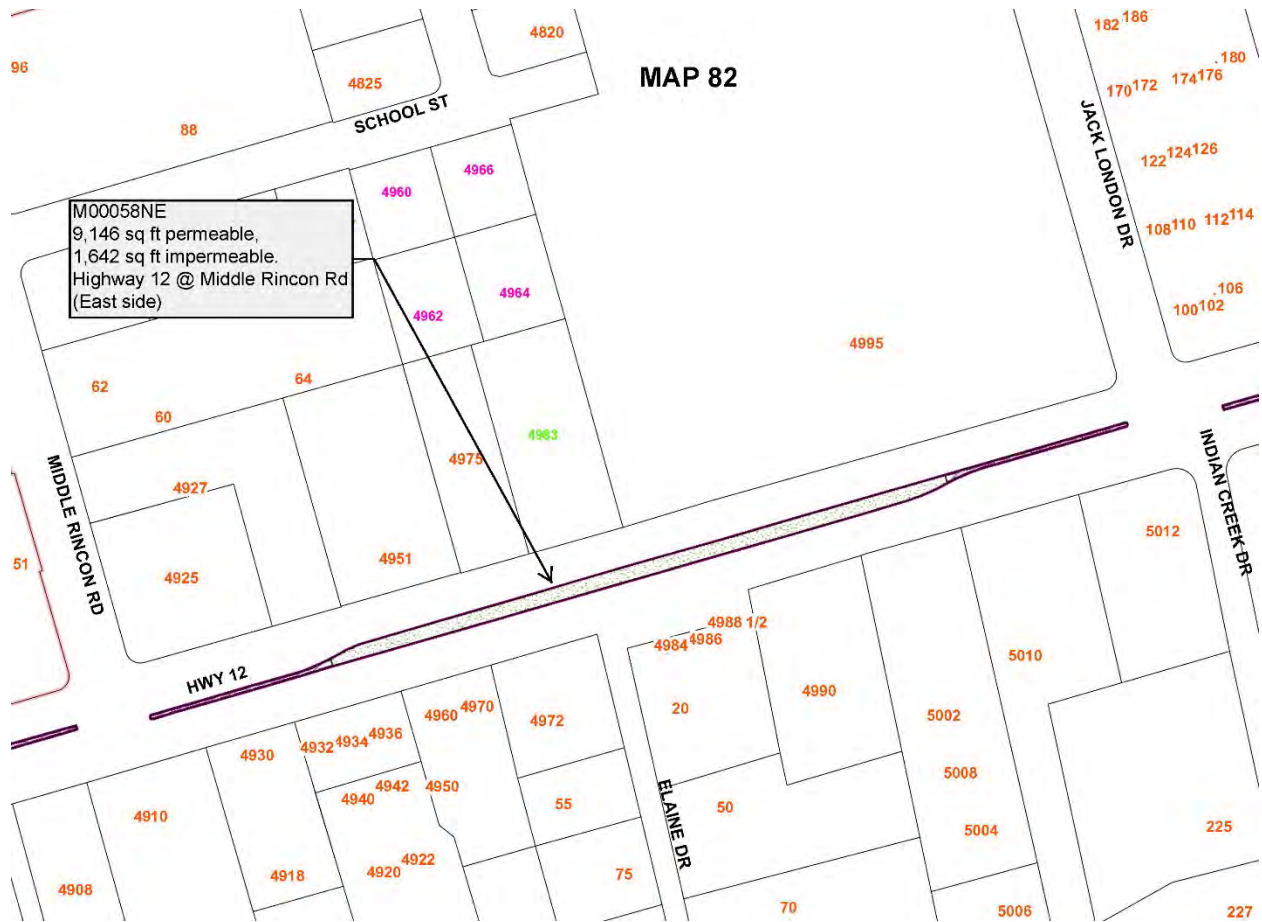 182 186
4820
MAP 82
96
.180
174 176
4825
170 172
SCHOOL ST
88
JACK LONDON DR
122 124 126
4966
4960
M00058NE
9,146 sq ft permeable,
1,642 sq ft impermeable.
Highway 12 @ Middle Rincon Rd
(East side)
108 110 112 114
4964
.106
100 102
4962
4995
64
62
60
4983
4975
INDIAN CREEK DR
MIDDLE RINCON RD
4927
5012
4951
51
4925
4988 1/2
4984 4986
5010
HWY 12
4990
20
4960 4970
4972
5002
4932 4934 4936
4930
5008
4940 4942 4950
55
50
ELAINE DR
4910
225
5004
4920 4922
75
4918
4908
70
5006
227